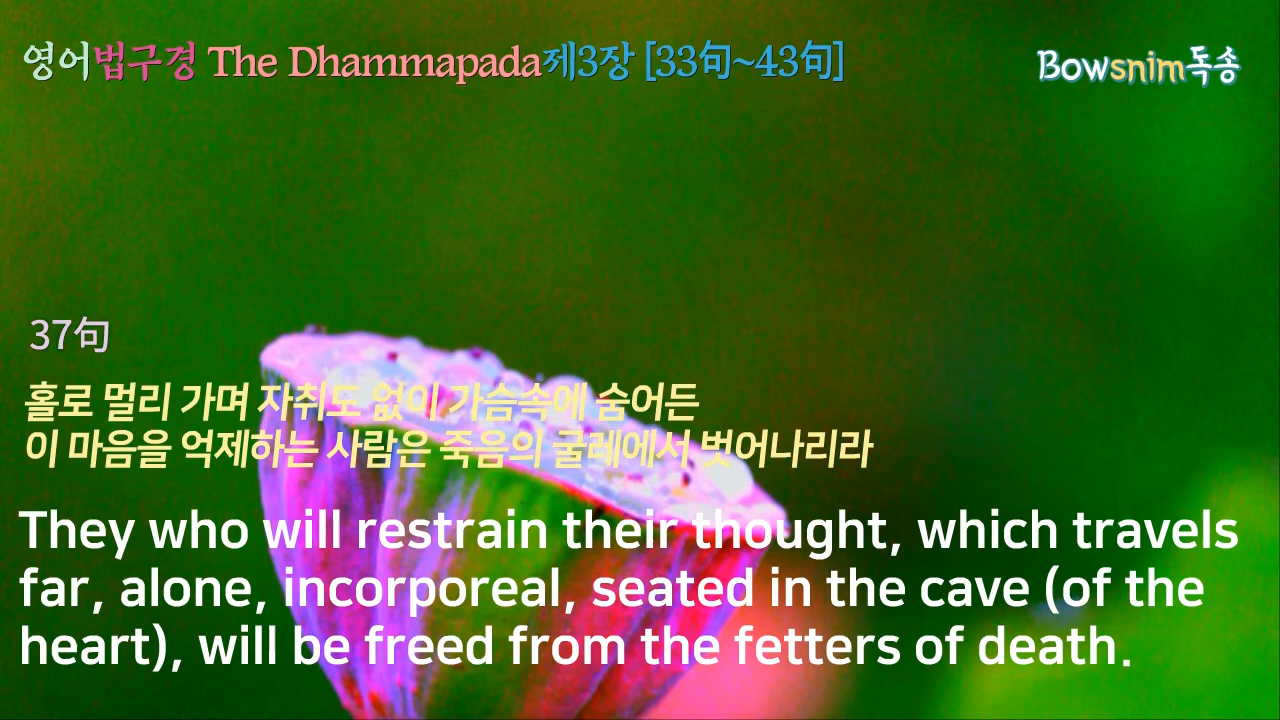 영어법구경 The Dhammapada제3장 [33句~43句]
Bowsnim독송
37句
홀로 멀리 가며 자취도 없이 가슴속에 숨어든
이 마음을 억제하는 사람은 죽음의 굴레에서 벗어나리라
They who will restrain their thought, which travels
far, alone, incorporeal, seated in the cave (of the
heart), will be freed from the fetters of death.